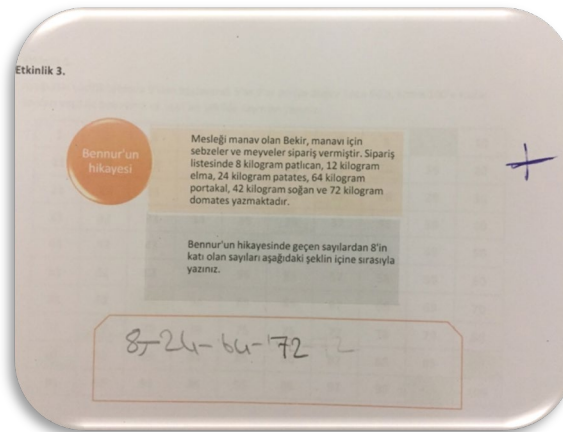 Etkinlik 3.
Bennur'un
hikayesi
Mesleği manav olan Bekir, manavı için
sebzeler ve meyveler sipariş vermiştir. Sipariş
listesinde 8 kilogram patlıcan, 12 kilogram
elma, 24 kilogram patates, 64 kilogram
portakal, 42 kilogram soğan ve 72 kilogram
domates yazmaktadır.
Bennur'un hikayesinde geçen sayılardan 8'in
katı olan sayıları aşağıdaki şeklin içine sırasıyla
yazınız.
8-24-64-72